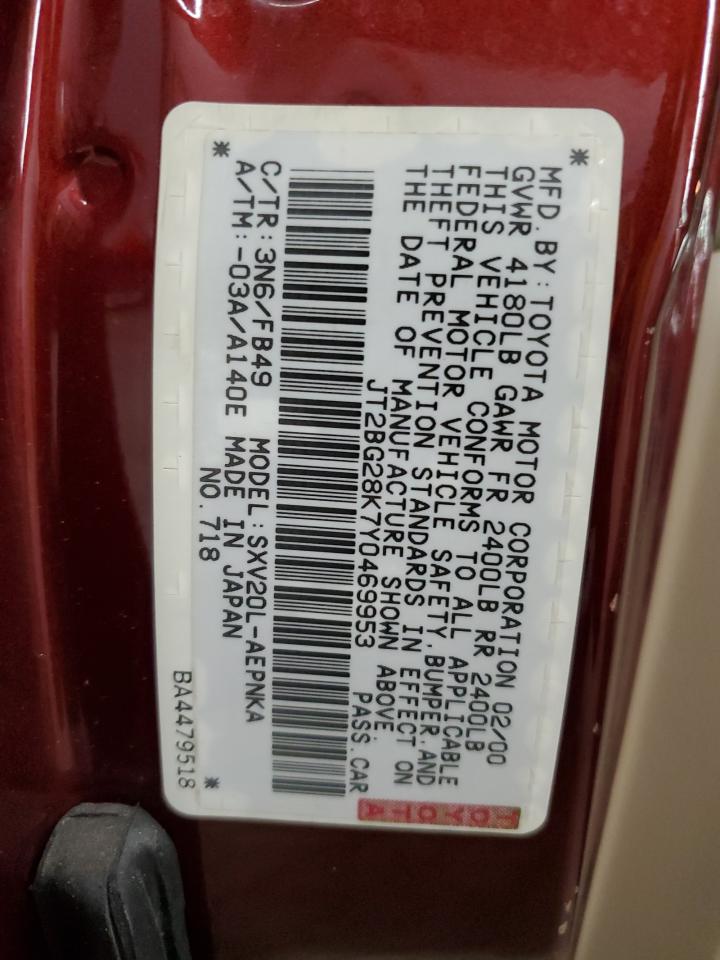 *MFD. BY: TOYOTA MOTOR CORPORATION 02/00
GVWR 4180LB GAWR FR 2400LB RR 2400LB
THIS VEHICLE CONFORMS TO ALL APPLICABLE
FEDERAL MOTOR VEHICLE SAFETY, BUMPER, AND
THEFT PREVENTION STANDARDS IN EFFECT ON
THE DATE OF MANUFACTURE SHOWN ABOVE.
JT2BG28K7Y0469953 PASS.CAR
TOYOTA
C/TR:3N6/FB49 MODEL:SXV20L-AEPNKA
*A/TM:-03A/A140E MADE IN JAPAN *
NO.718
BA4479518